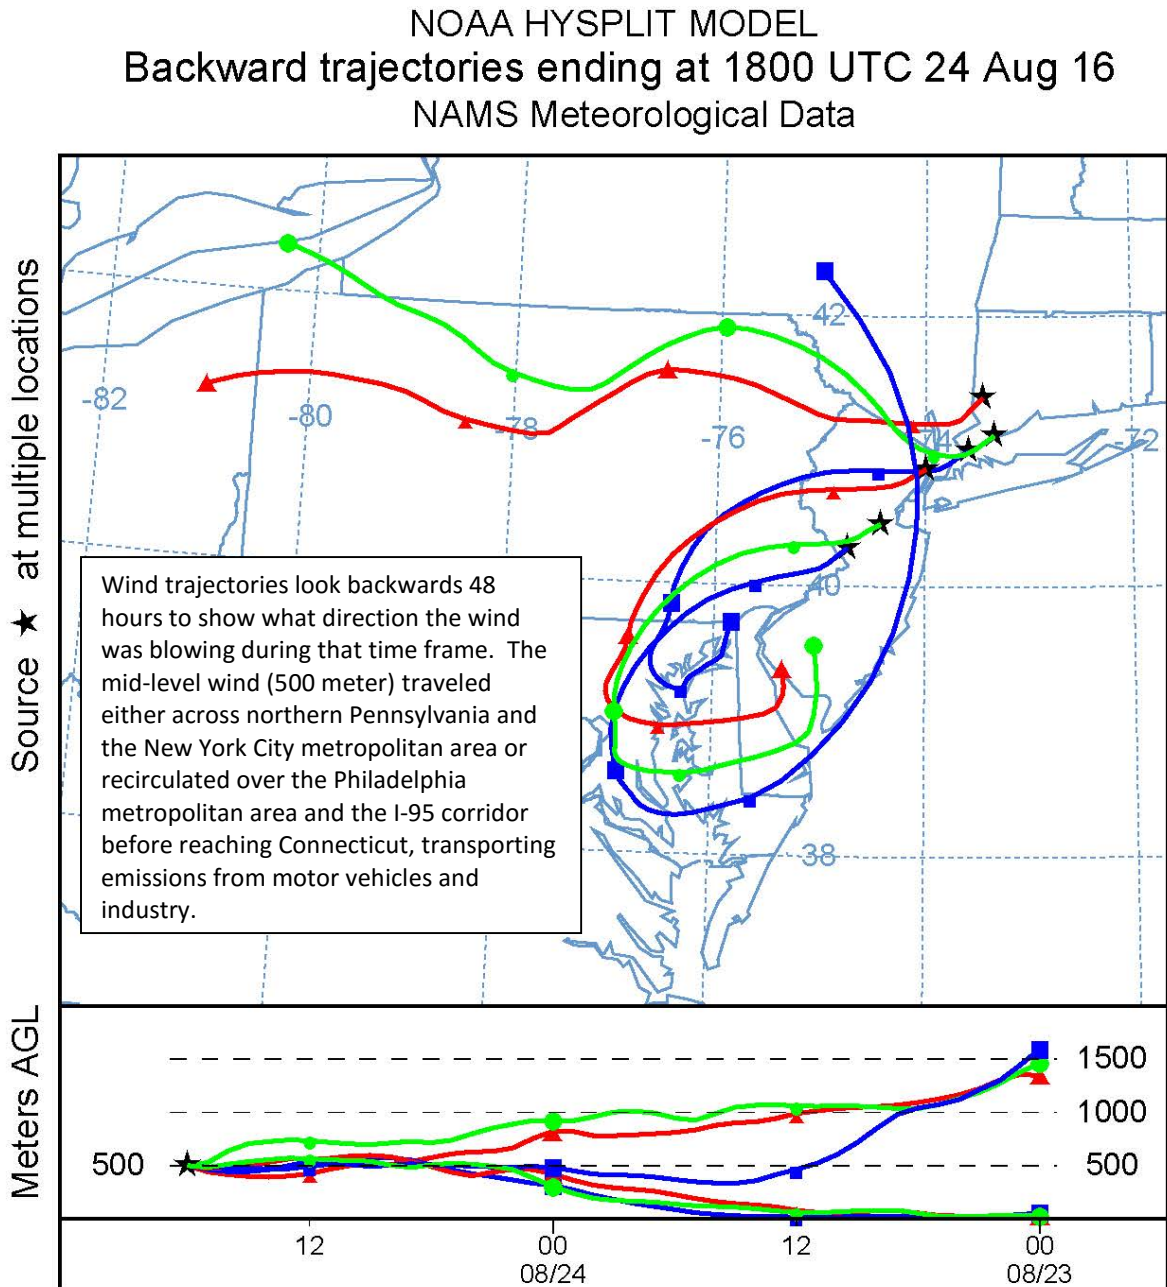 NOAA HYSPLIT MODEL
Backward trajectories ending at 1800 UTC 24 Aug 16
NAMS Meteorological Data
Source ★ at multiple locations
42
-82
-80
-78
-76
-74
-72
40
38
Wind trajectories look backwards 48
hours to show what direction the wind
was blowing during that time frame.  The
mid-level wind (500 meter) traveled
either across northern Pennsylvania and
the New York City metropolitan area or
recirculated over the Philadelphia
metropolitan area and the I-95 corridor
before reaching Connecticut, transporting
emissions from motor vehicles and
industry.
Meters AGL
1500
1000
500
500
12
00
12
00
08/24
08/23